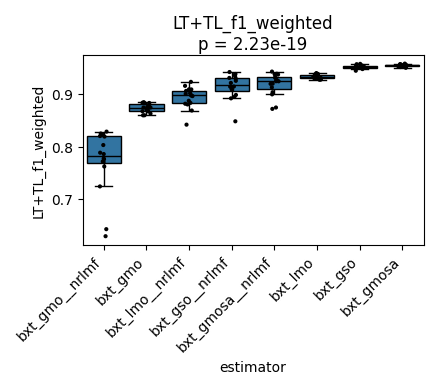 LT+TL_f1_weighted
p = 2.23e-19
LT+TL_f1_weighted
0.9
0.8
0.7
bxt_gmo__nrlmf
bxt_gmo
bxt_lmo__nrlmf
bxt_gso__nrlmf
bxt_gmosa__nrlmf
bxt_lmo
bxt_gso
bxt_gmosa
estimator